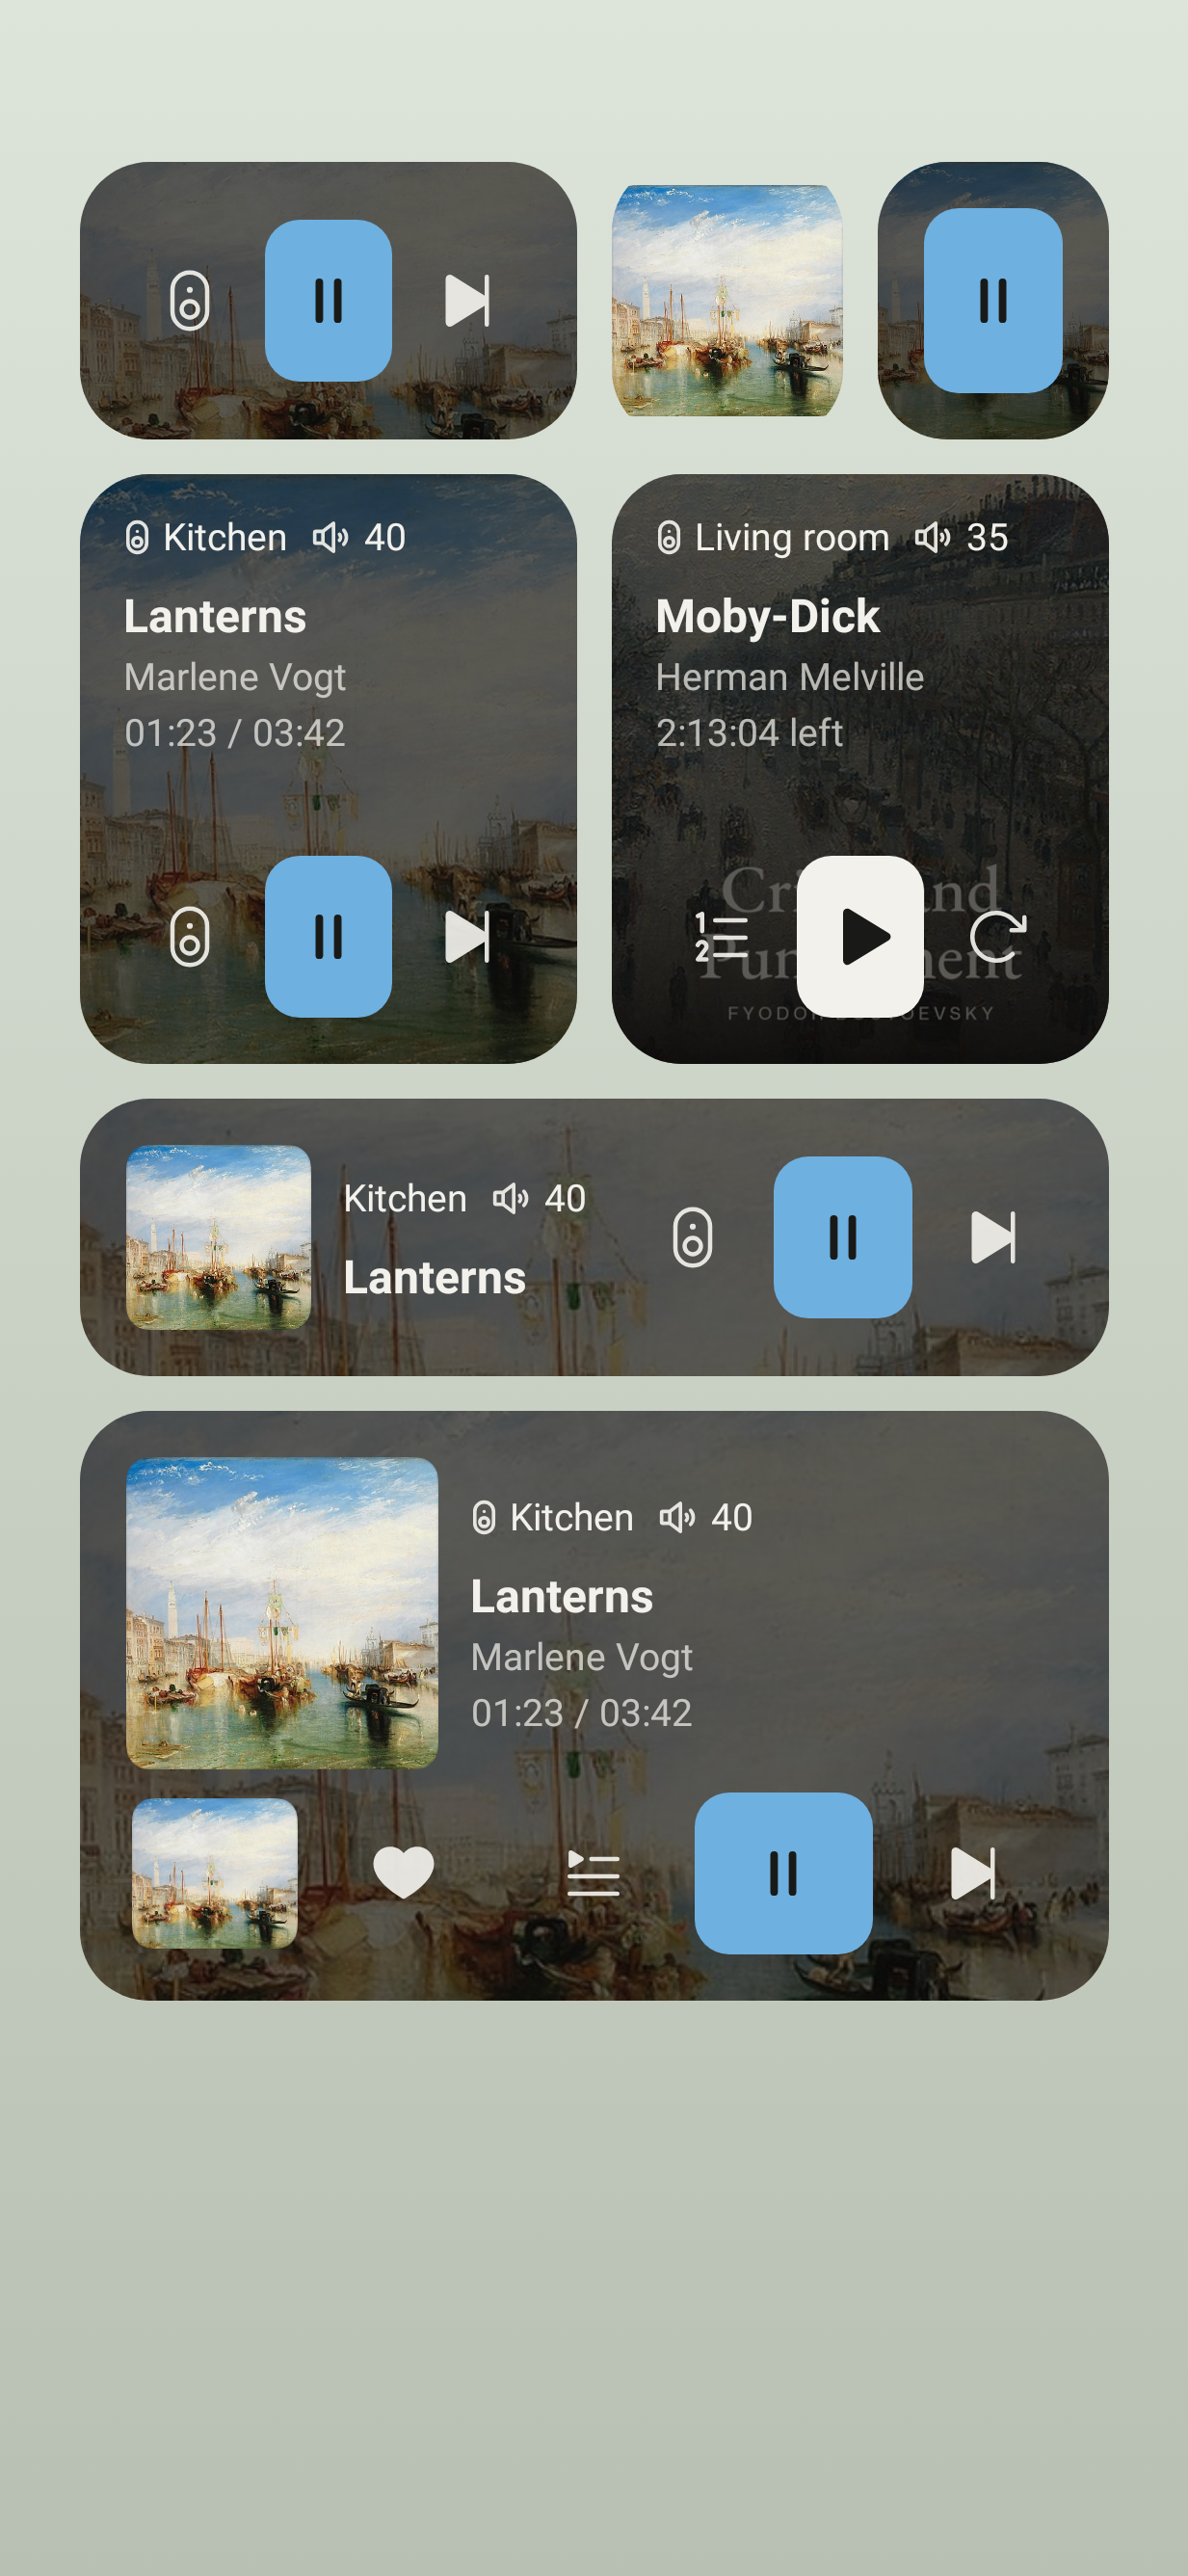 Kitchen 40
Lanterns
Marlene Vogt
01:23 / 03:42
Living room 35
Moby-Dick
Herman Melville
2:13:04 left
1
2
FYODOR
Kitchen 40
Lanterns
Kitchen 40
Lanterns
Marlene Vogt
01:23 / 03:42